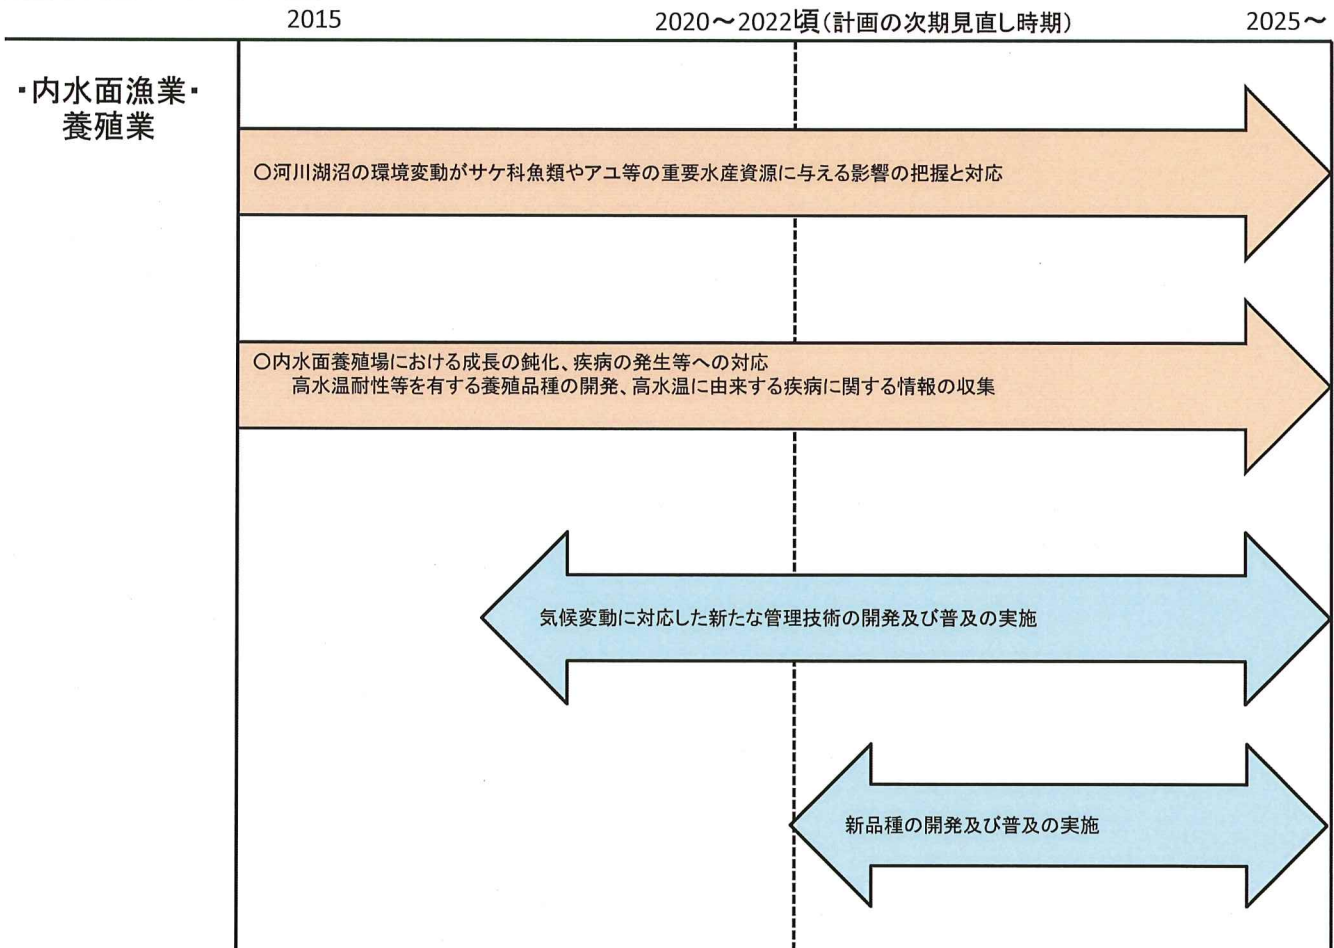 2015
2020～2022頃(計画の次期見直し時期)
2025～
・内水面漁業・
養殖業
○河川湖沼の環境変動がサケ科魚類やアユ等の重要水産資源に与える影響の把握と対応
○内水面養殖場における成長の鈍化、疾病の発生等への対応
高水温耐性等を有する養殖品種の開発、高水温に由来する疾病に関する情報の収集
気候変動に対応した新たな管理技術の開発及び普及の実施
新品種の開発及び普及の実施